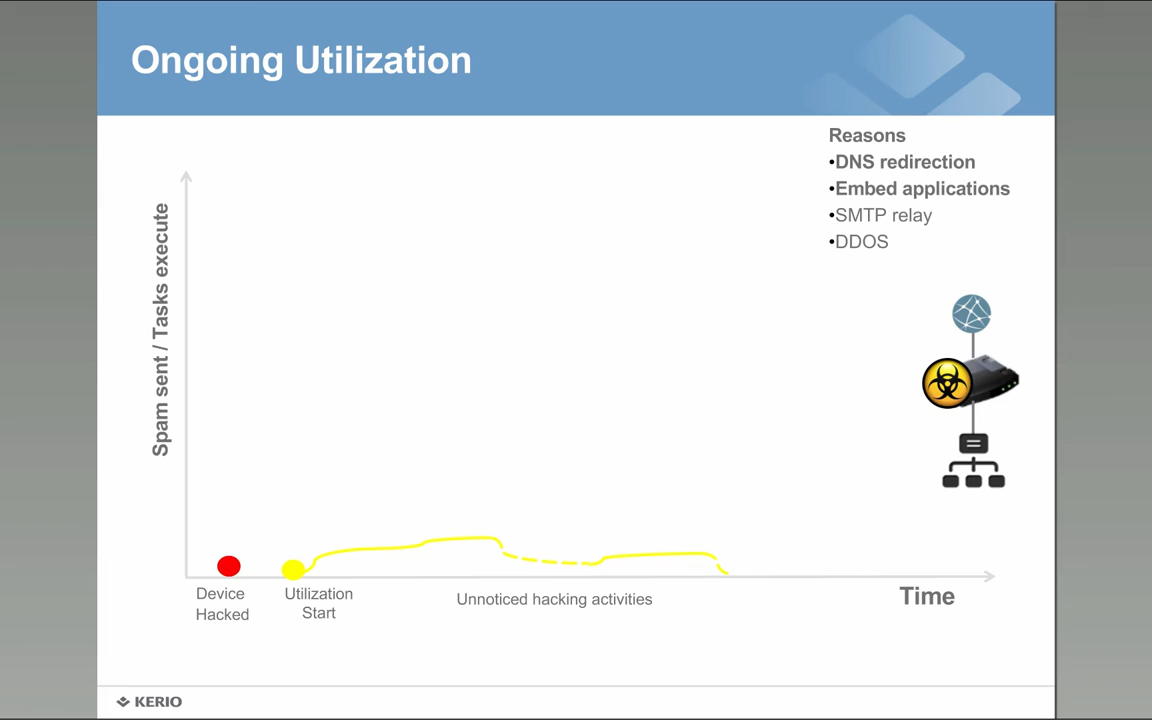 Ongoing Utilization
Reasons
•DNS redirection
•Embed applications
•SMTP relay
•DDOS
Spam sent / Tasks execute
Device
Hacked
Utilization
Start
Unnoticed hacking activities
Time
KERIO